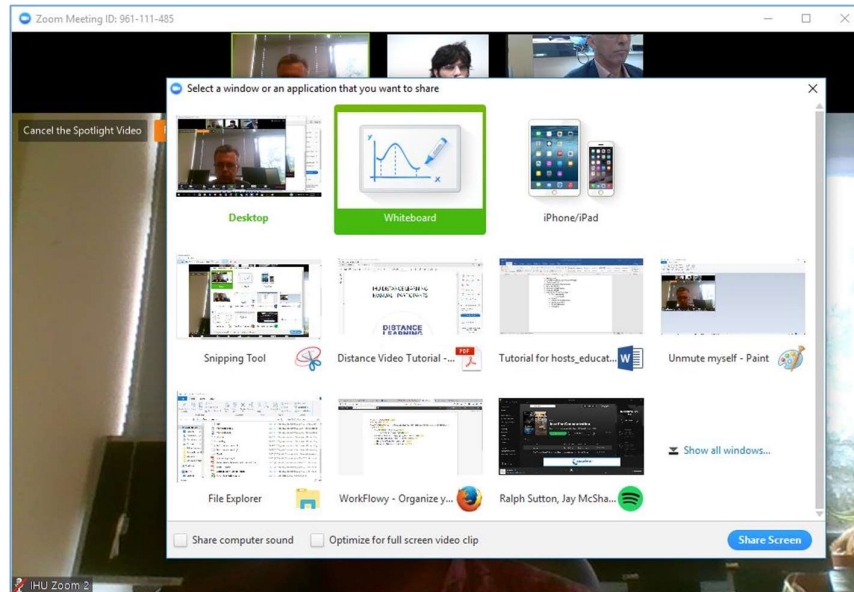 Zoom Meeting ID: 961-111-485
Select a window or an application that you want to share
Cancel the Spotlight Video
Desktop
Whiteboard
iPhone/iPad
y
x
DISTANCE
LEARNING
Snipping Tool
Distance Video Tutorial -...
PDF
Tutorial for hosts_educat...
W
Unmute myself - Paint
File Explorer
WorkFlowy - Organize y...
Ralph Sutton, Jay McSha...
Show all windows...
Share computer sound
Optimize for full screen video clip
Share Screen
IHU Zoom 2